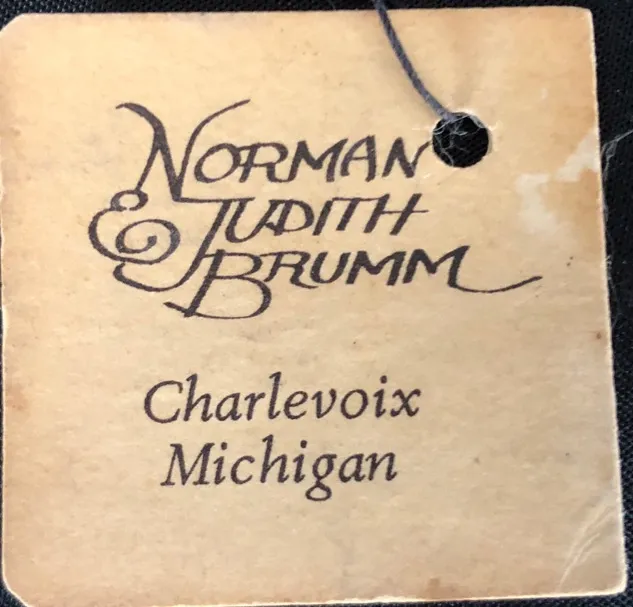 NORMAN
& JUDITH
BRUMM
Charlevoix
Michigan